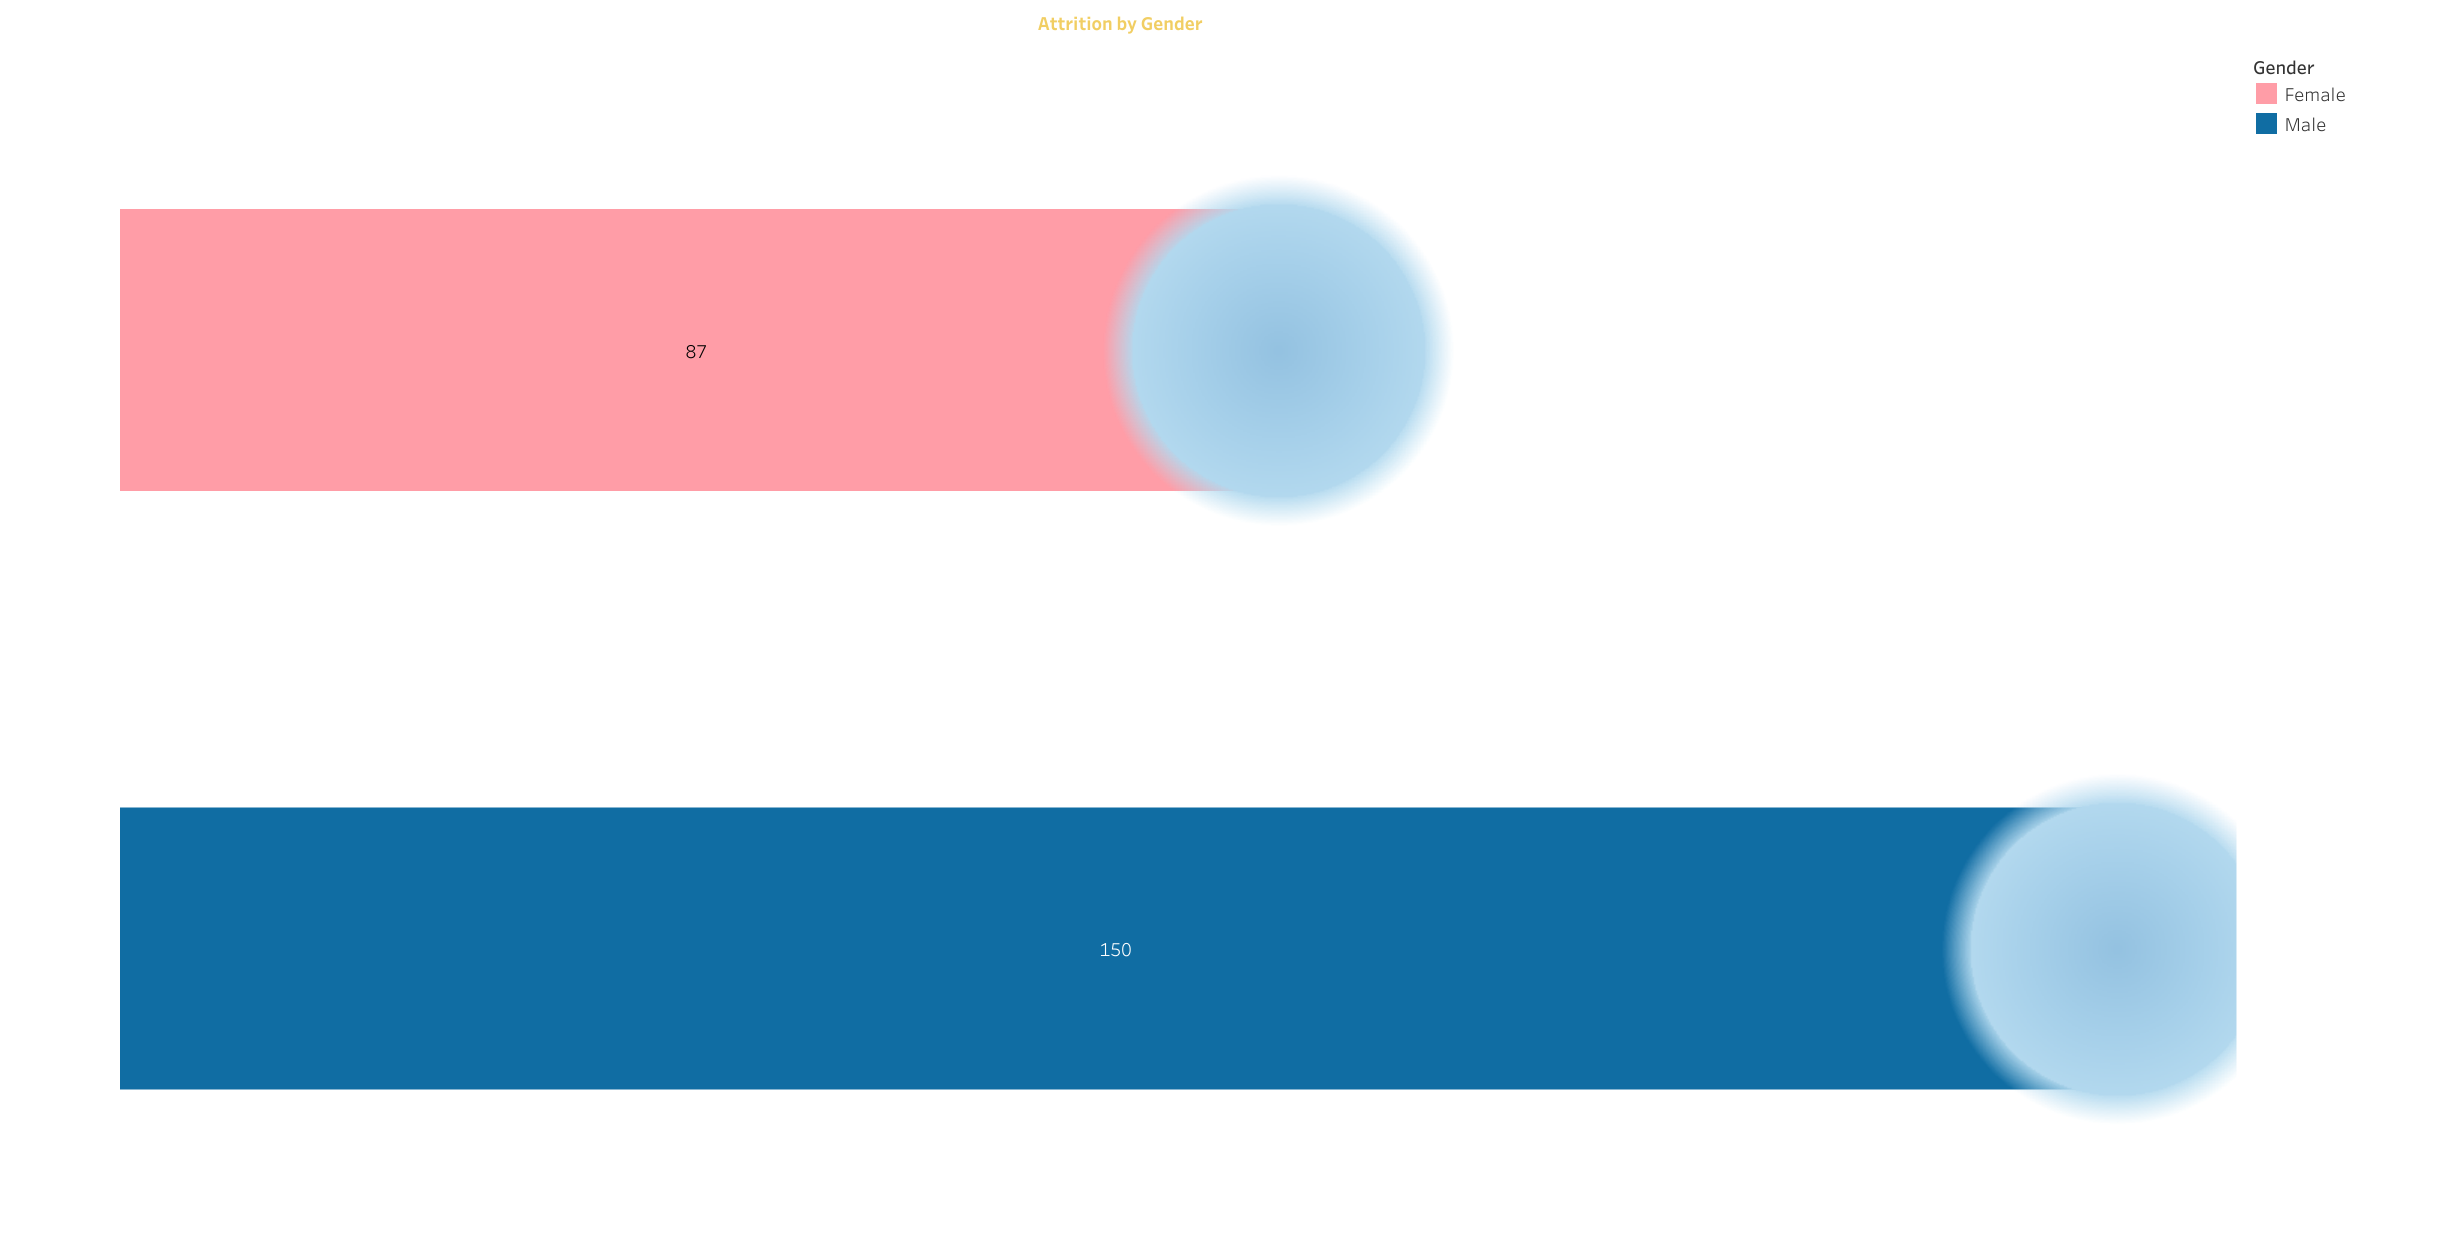 Attrition by Gender
Gender
Female
Male
87
150